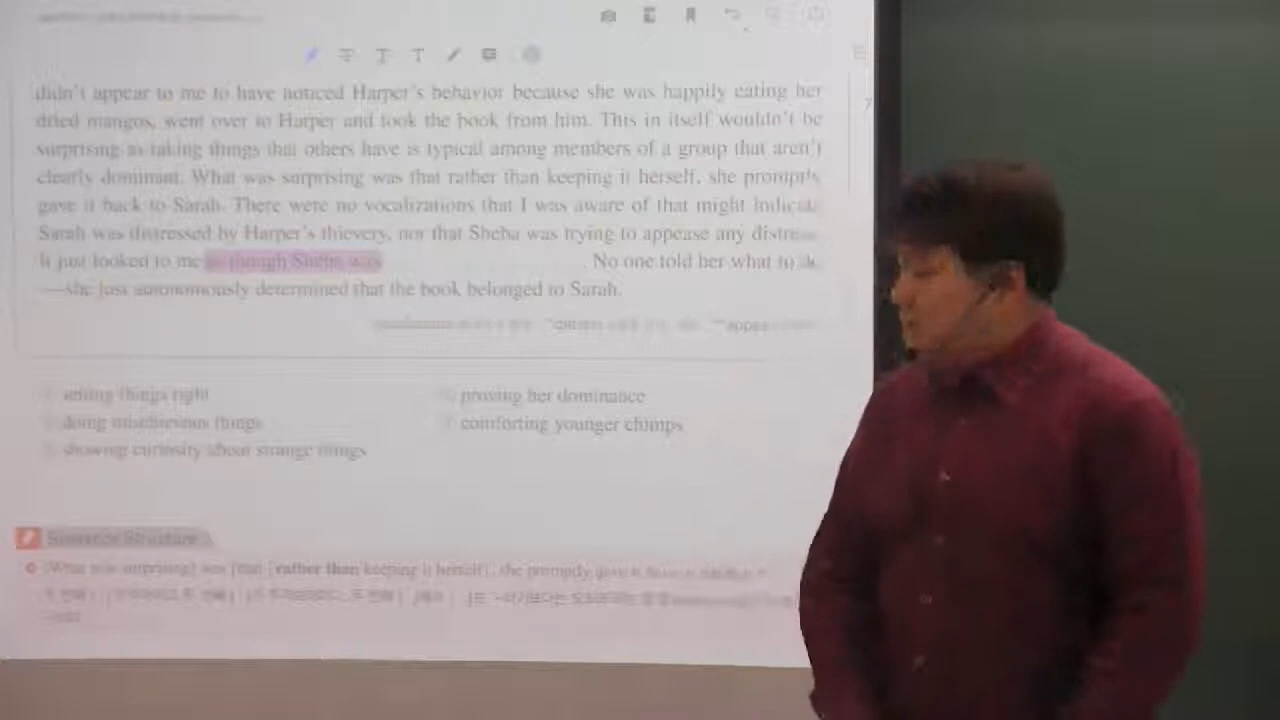 didn't appear to me to have noticed Harper's behavior because she was happily eating her
dried mangos, went over to Harper and took the book from him. This in itself wouldn't be
surprising as taking things that others have is typical among members of a group that aren't
clearly dominant. What was surprising was that rather than keeping it herself, she promptly
gave it back to Sarah. There were no vocalizations that I was aware of that might indicate
Sarah was distressed by Harper's thievery, nor that Sheba was trying to appease any distress.
It just looked to me as though Sheba was . No one told her what to do
—she just autonomously determined that the book belonged to Sarah.
setting things right
proving her dominance
doing mischievous things
comforting younger chimps
showing curiosity about strange things
Sentence Structure
[What was surprising] was [that [rather than keeping it herself], she promptly gave it